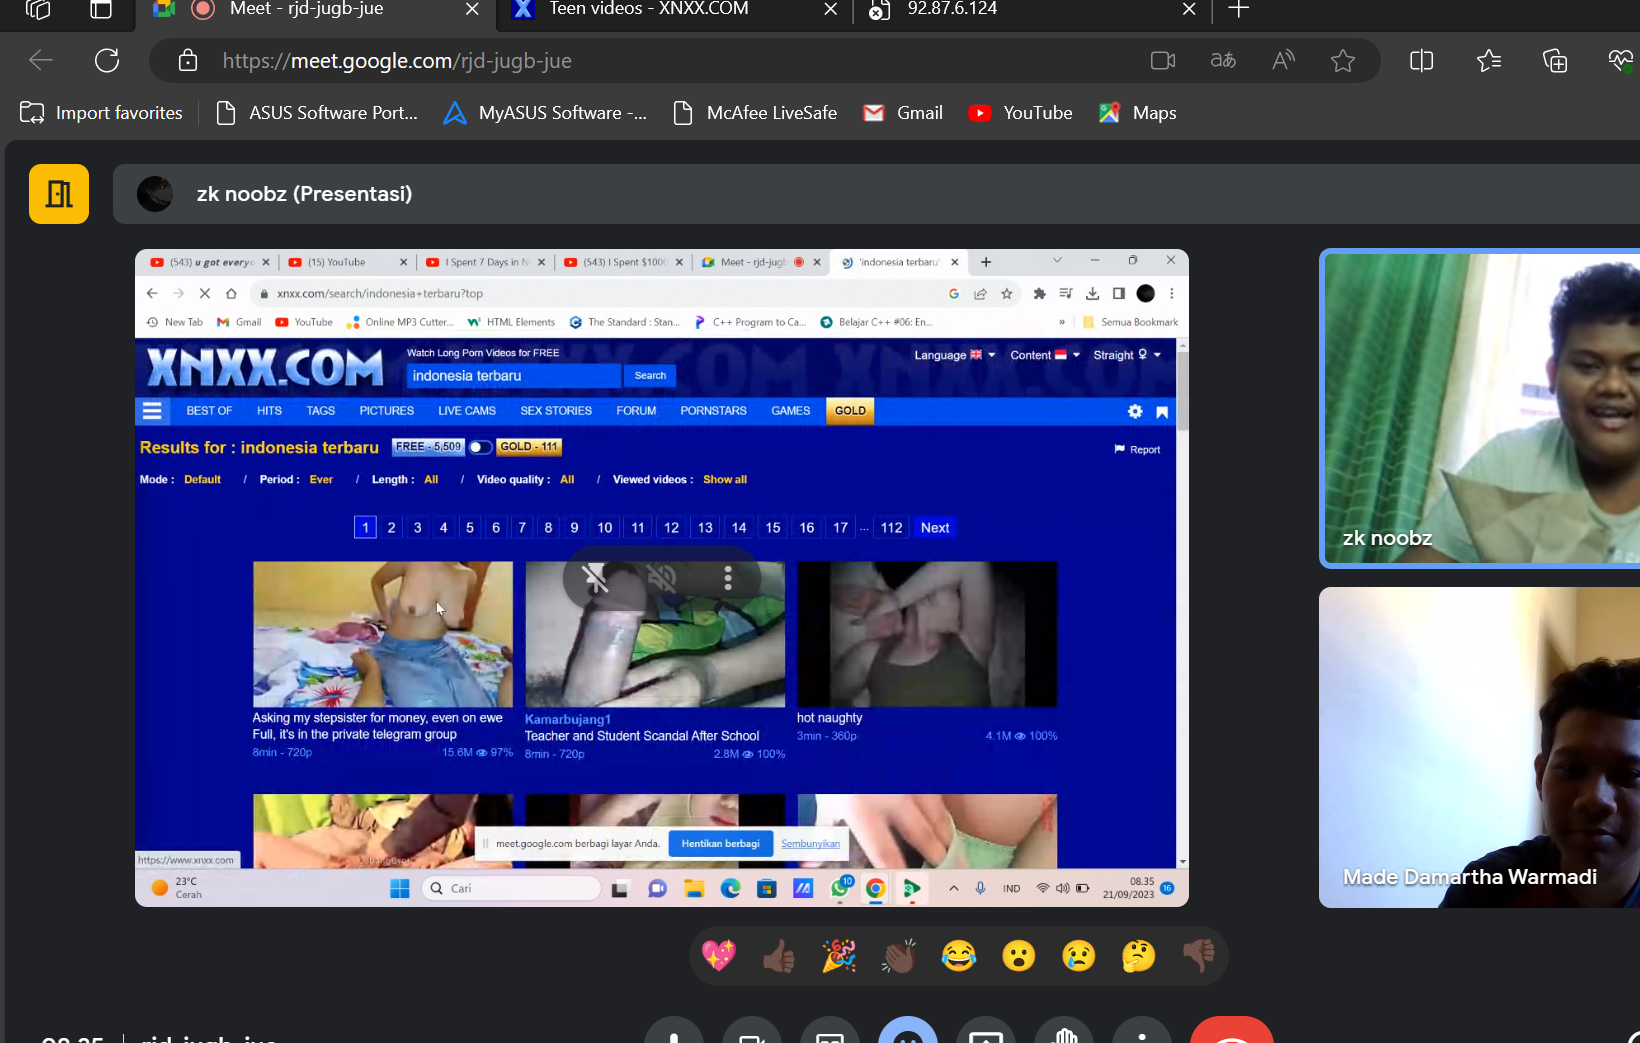 Meet - rjd-jugb-jue
Teen videos - XNXX.COM
92.87.6.124
https://meet.google.com/rjd-jugb-jue
Import favorites
ASUS Software Port...
MyASUS Software -...
McAfee LiveSafe
Gmail
YouTube
Maps
zk noobz (Presentasi)
(543) u got every
(15) YouTube
I Spent 7 Days in N
(543) I Spent $1000
Meet - rjd-jugb
'indonesia terbaru'
xnxx.com/search/indonesia+terbaru?top
New Tab
Gmail
YouTube
Online MP3 Cutter...
HTML Elements
The Standard : Stan...
C++ Program to Ca...
Belajar C++ #06: En...
»
Semua Bookmark
XNXX.COM
Watch Long Porn Videos for FREE
indonesia terbaru
Search
Language
Content
Straight
BEST OF
HITS
TAGS
PICTURES
LIVE CAMS
SEX STORIES
FORUM
PORNSTARS
GAMES
GOLD
Results for : indonesia terbaru
FREE - 5,509
GOLD - 111
Report
Mode : Default / Period : Ever / Length : All / Video quality : All / Viewed videos : Show all
1 2 3 4 5 6 7 8 9 10 11 12 13 14 15 16 17 ... 112 Next
Asking my stepsister for money, even on ewe
Full, it's in the private telegram group
8min - 720p
15.6M 97%
Kamarbujang1
Teacher and Student Scandal After School
8min - 720p
2.8M 100%
hot naughty
3min - 360p
4.1M 100%
meet.google.com berbagi layar Anda.
Hentikan berbagi
Sembunyikan
https://www.xnxx.com
23°C
Cerah
Cari
10
IND
08.35
21/09/2023
16
zk noobz
Made Damartha Warmadi